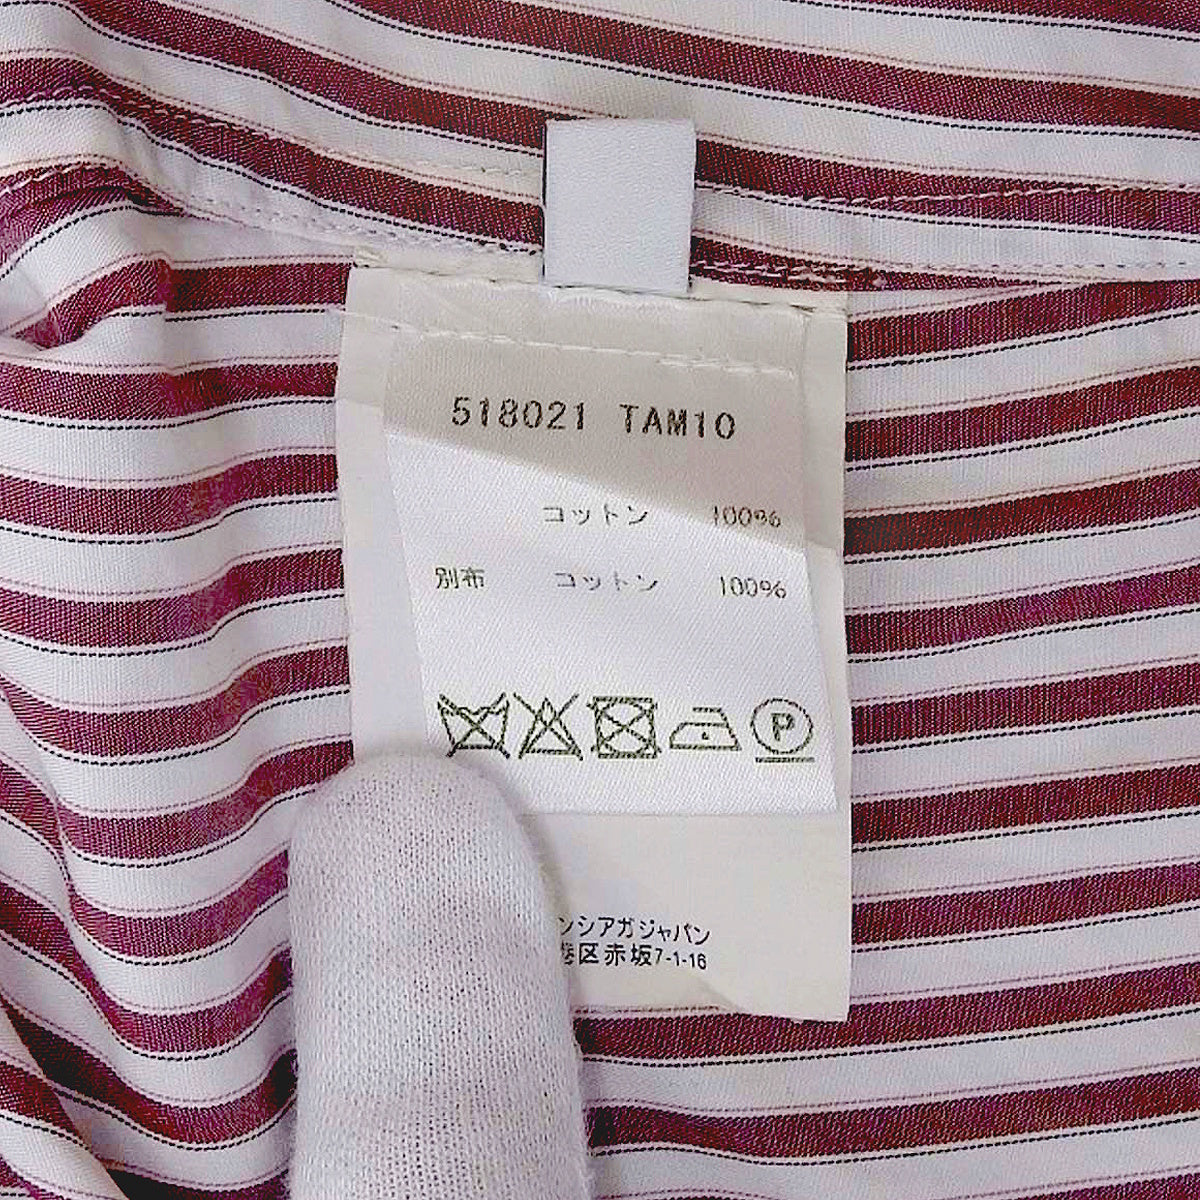 518021 TAM10
コットン 100%
別布 コットン 100%
P
ンシアガジャパン
港区赤坂7-1-16